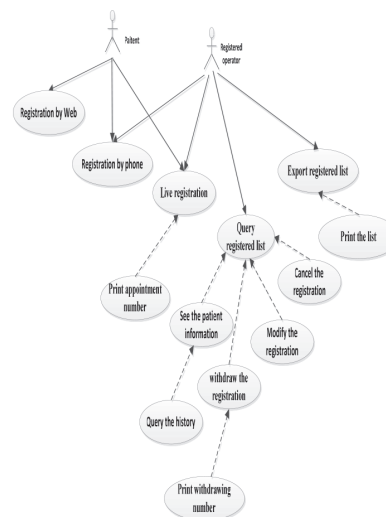 Paitent
Registered
operator
Registration by Web
Registration by phone
Export registered list
Live registration
Query
registered list
Print the list
Cancel the
registration
Print appointment
number
See the patient
information
Modify the
registration
withdraw the
registration
Query the history
Print withdrawing
number